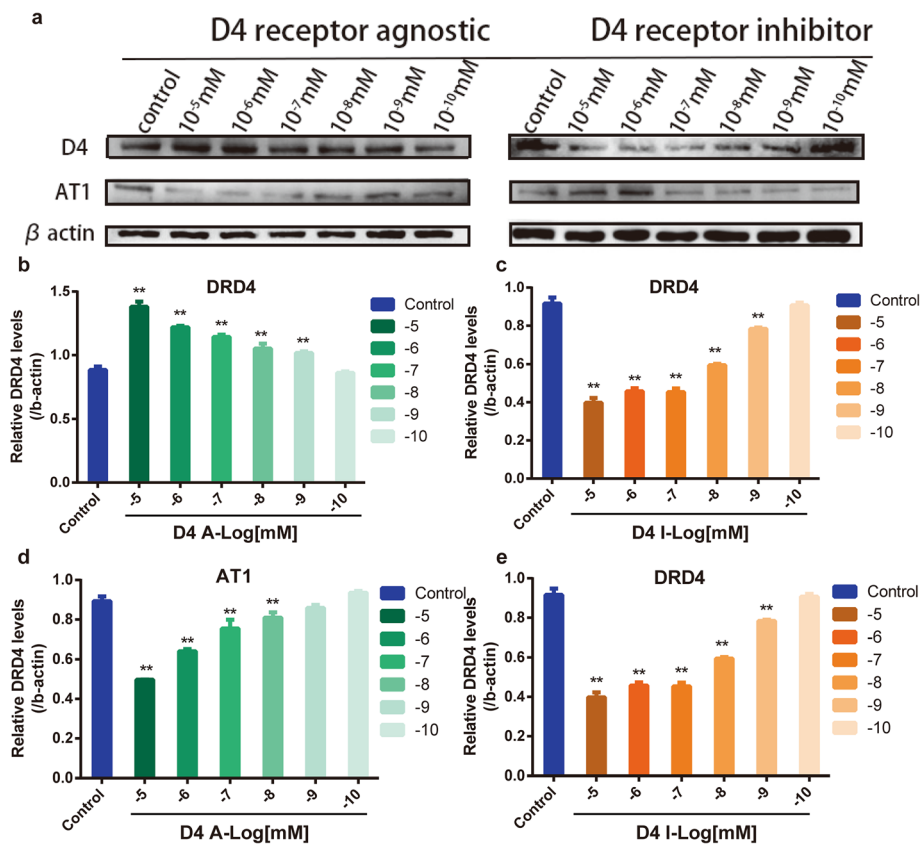 a
D4 receptor agnostic D4 receptor inhibitor
control 10⁻⁵mM 10⁻⁶mM 10⁻⁷mM 10⁻⁸mM 10⁻⁹mM 10⁻¹⁰mM control 10⁻⁵mM 10⁻⁶mM 10⁻⁷mM 10⁻⁸mM 10⁻⁹mM 10⁻¹⁰mM
D4
AT1
β actin
b
DRD4
Relative DRD4 levels
(/b-actin)
1.5
1.0
0.5
0.0
** ** ** ** **
Control -5 -6 -7 -8 -9 -10
D4 A-Log[mM]
Control
-5
-6
-7
-8
-9
-10
c
DRD4
Relative DRD4 levels
(/b-actin)
1.0
0.8
0.6
0.4
0.2
0.0
** ** ** ** **
Control -5 -6 -7 -8 -9 -10
D4 I-Log[mM]
Control
-5
-6
-7
-8
-9
-10
d
AT1
Relative DRD4 levels
(/b-actin)
1.0
0.8
0.6
0.4
0.2
0.0
** ** ** **
Control -5 -6 -7 -8 -9 -10
D4 A-Log[mM]
Control
-5
-6
-7
-8
-9
-10
e
DRD4
Relative DRD4 levels
(/b-actin)
1.0
0.8
0.6
0.4
0.2
0.0
** ** ** ** **
Control -5 -6 -7 -8 -9 -10
D4 I-Log[mM]
Control
-5
-6
-7
-8
-9
-10